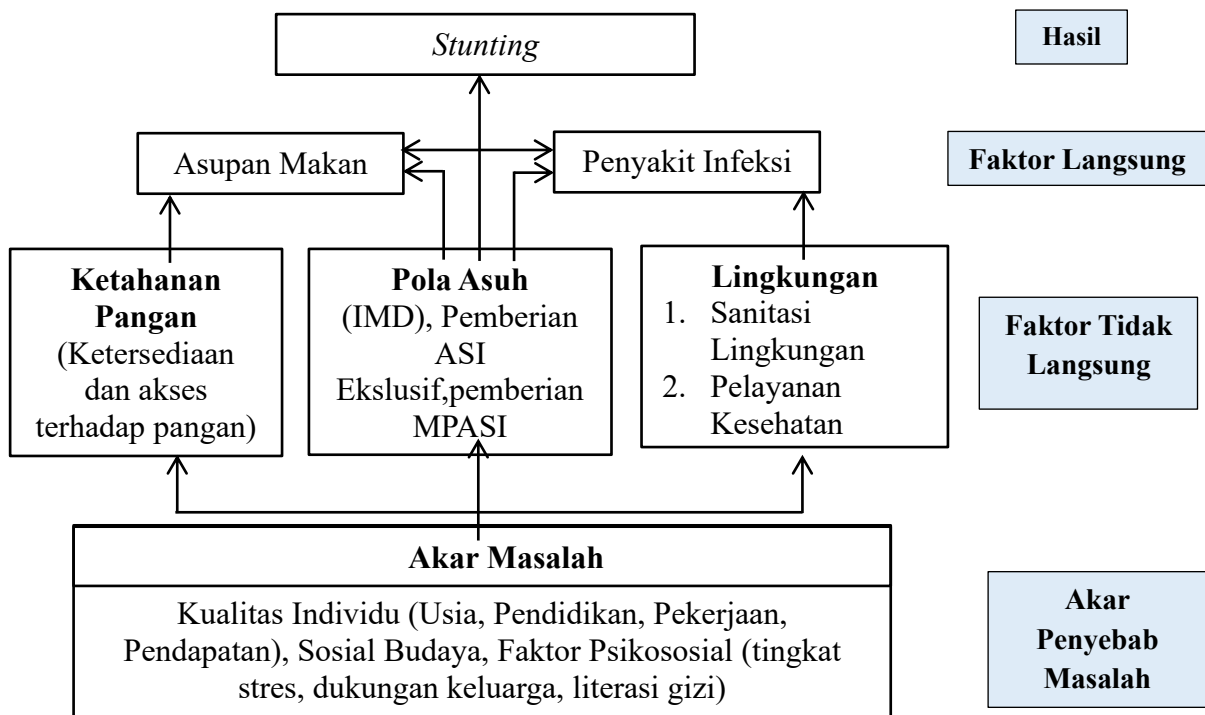 Stunting
Hasil
Asupan Makan
Penyakit Infeksi
Faktor Langsung
Ketahanan
Pangan
(Ketersediaan
dan akses
terhadap pangan)
Pola Asuh
(IMD), Pemberian
ASI
Ekslusif,pemberian
MPASI
Lingkungan
1. Sanitasi
Lingkungan
2. Pelayanan
Kesehatan
Faktor Tidak
Langsung
Akar Masalah
Kualitas Individu (Usia, Pendidikan, Pekerjaan,
Pendapatan), Sosial Budaya, Faktor Psikososial (tingkat
stres, dukungan keluarga, literasi gizi)
Akar
Penyebab
Masalah